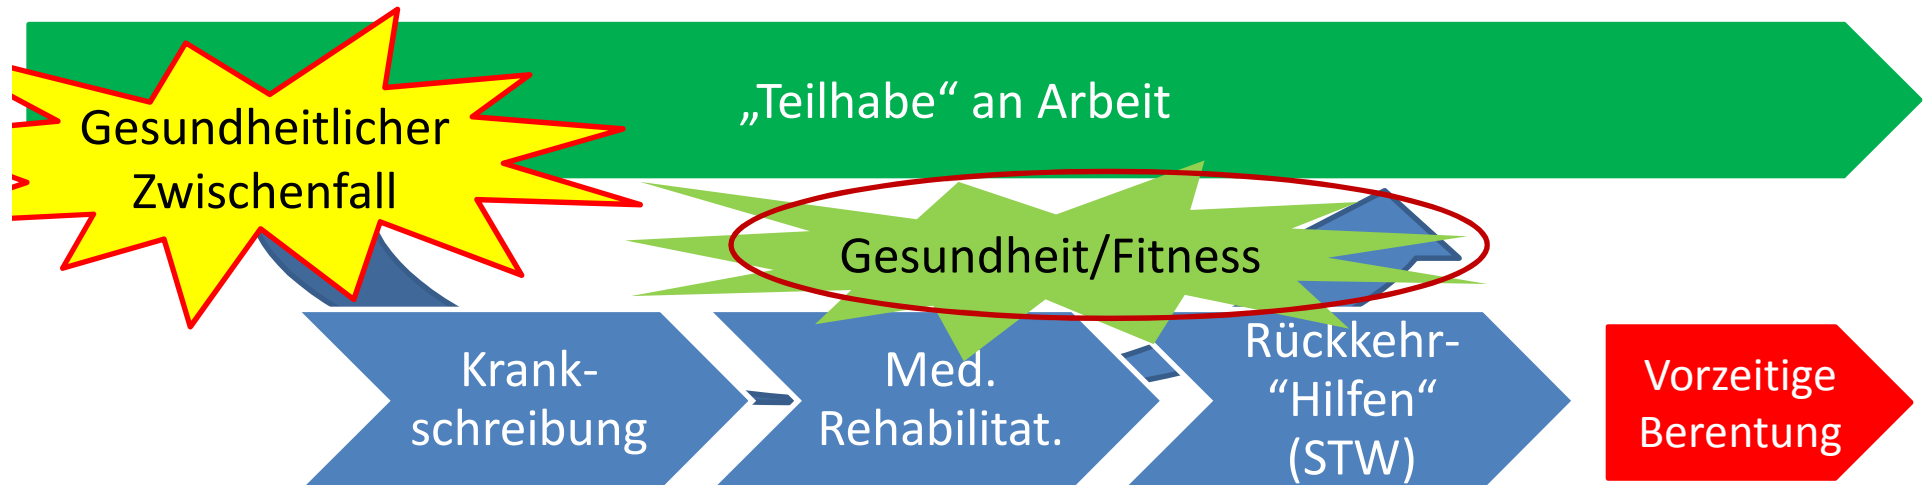 „Teilhabe“ an Arbeit
Gesundheitlicher
Zwischenfall
Gesundheit/Fitness
Krank-
schreibung
Med.
Rehabilitat.
Rückkehr-
“Hilfen“
(STW)
Vorzeitige
Berentung